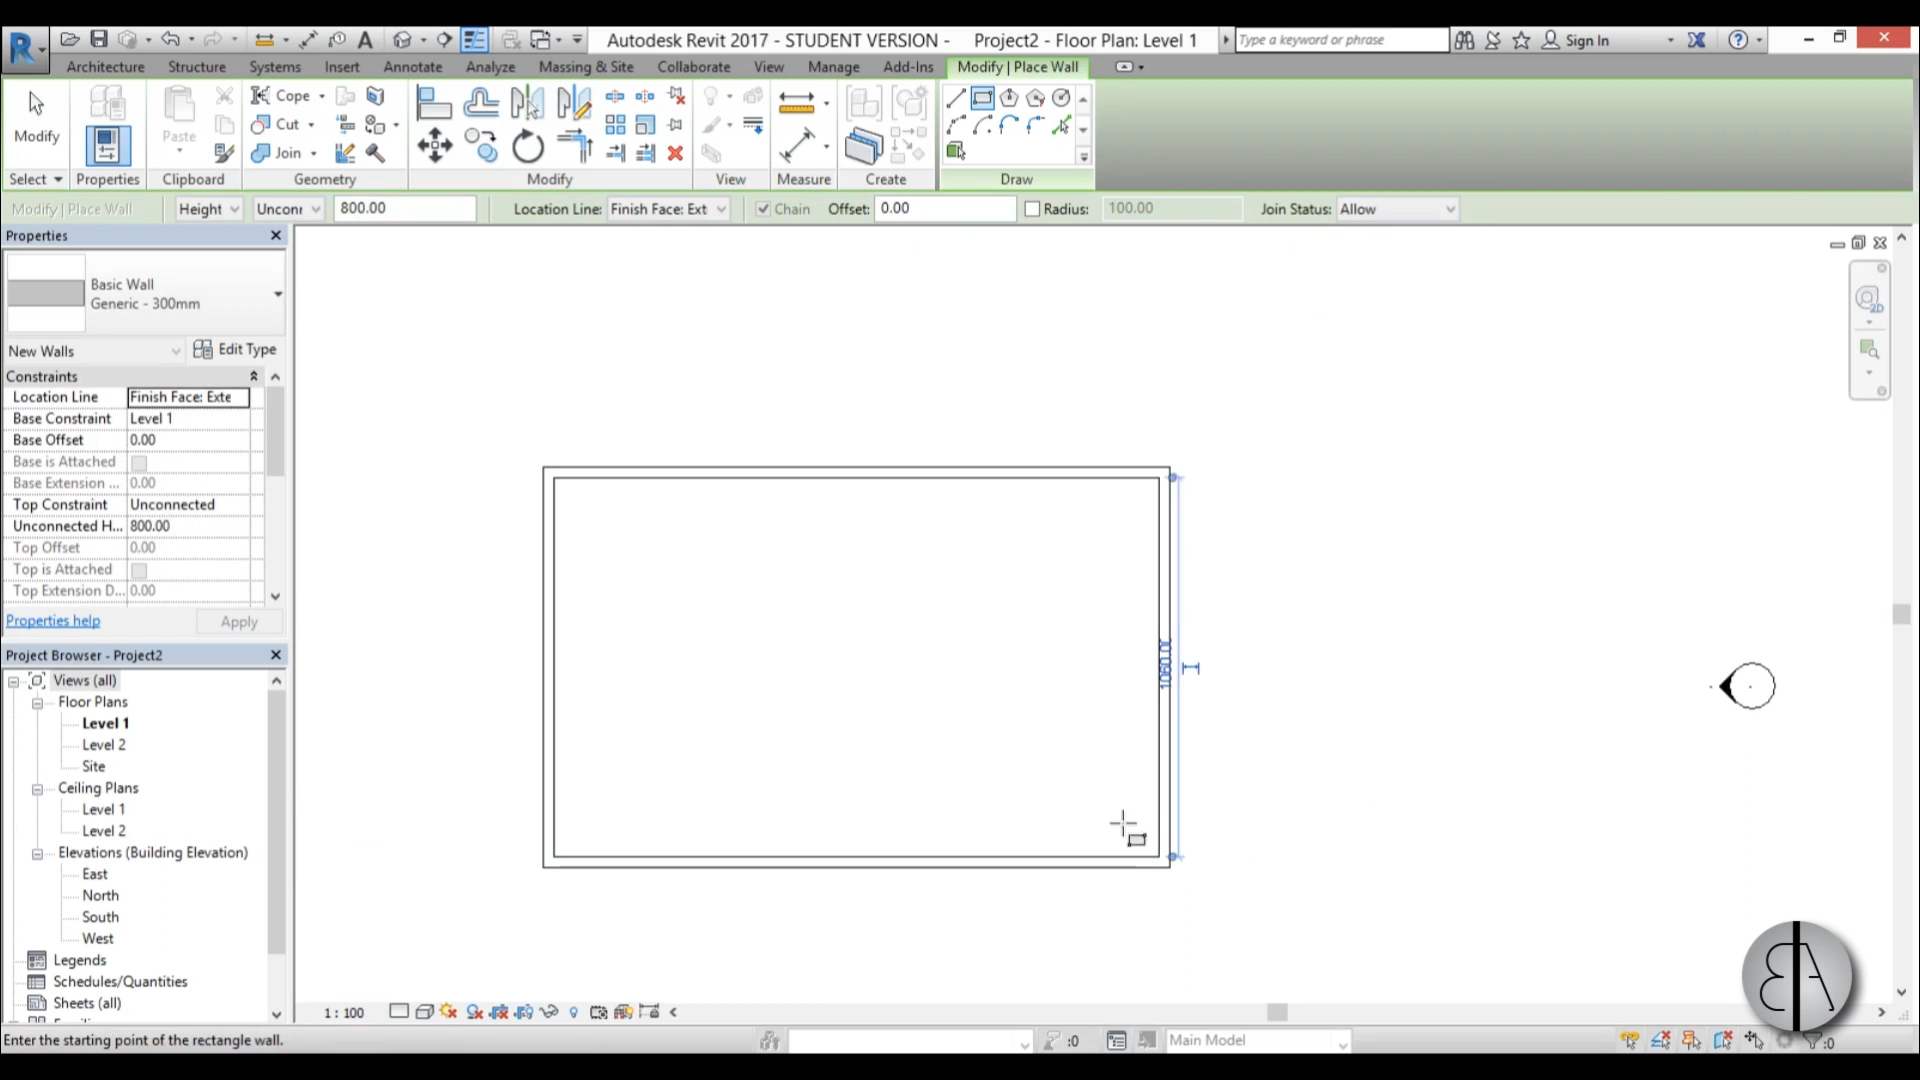 Autodesk Revit 2017 - STUDENT VERSION - Project2 - Floor Plan: Level 1
Type a keyword or phrase
Sign In
Architecture Structure Systems Insert Annotate Analyze Massing & Site Collaborate View Manage Add-Ins Modify | Place Wall
Modify
Paste
Cope
Cut
Join
Select Properties Clipboard Geometry Modify View Measure Create Draw
Modify | Place Wall Height Unconr 800.00 Location Line: Finish Face: Ext Chain Offset: 0.00 Radius: 100.00 Join Status: Allow
Properties
Basic Wall
Generic - 300mm
New Walls Edit Type
Constraints
Location Line Finish Face: Exte
Base Constraint Level 1
Base Offset 0.00
Base is Attached
Base Extension ... 0.00
Top Constraint Unconnected
Unconnected H... 800.00
Top Offset 0.00
Top is Attached
Top Extension D... 0.00
Properties help Apply
Project Browser - Project2
Views (all)
Floor Plans
Level 1
Level 2
Site
Ceiling Plans
Level 1
Level 2
Elevations (Building Elevation)
East
North
South
West
Legends
Schedules/Quantities
Sheets (all)
2D
1 : 100
Enter the starting point of the rectangle wall.
:0
Main Model
:0